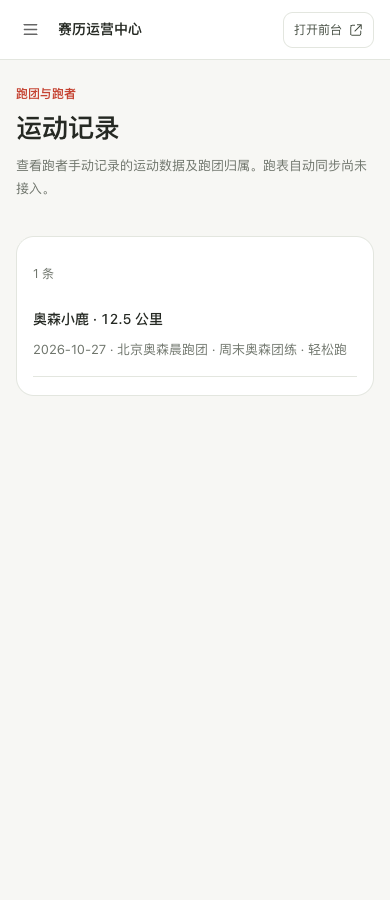 赛历运营中心
打开前台
跑团与跑者
运动记录
查看跑者手动记录的运动数据及跑团归属。跑表自动同步尚未
接入。
1 条
奥森小鹿 · 12.5 公里
2026-10-27 · 北京奥森晨跑团 · 周末奥森团练 · 轻松跑